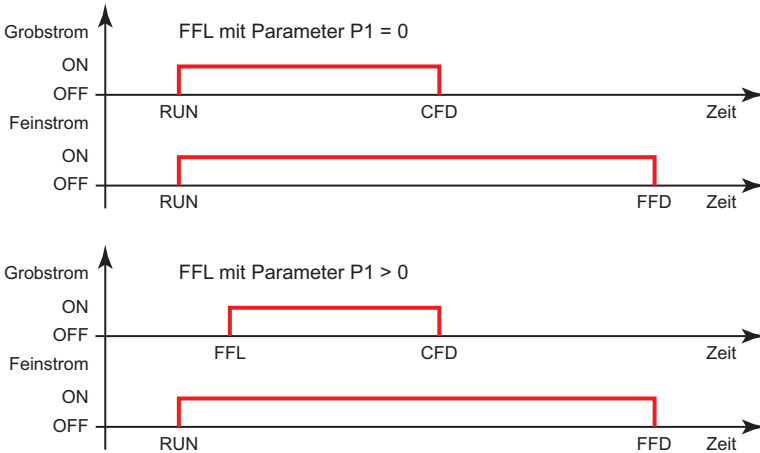 Grobstrom FFL mit Parameter P1 = 0
ON
OFF
RUN CFD Zeit
Feinstrom
ON
OFF
RUN FFD Zeit
Grobstrom FFL mit Parameter P1 > 0
ON
OFF
FFL CFD Zeit
Feinstrom
ON
OFF
RUN FFD Zeit